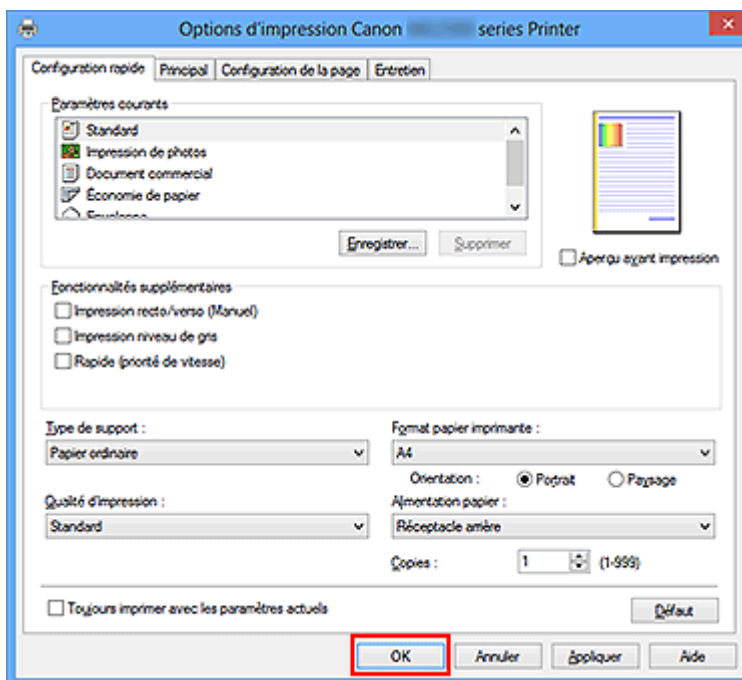 Options d'impression Canon series Printer
Configuration rapide Principal Configuration de la page Entretien
Paramètres courants
Standard
Impression de photos
Document commercial
Économie de papier
Enregistrer... Supprimer
Aperçu avant impression
Fonctionnalités supplémentaires
Impression recto/verso (Manuel)
Impression niveau de gris
Rapide (priorité de vitesse)
Type de support : Format papier imprimante :
Papier ordinaire A4
Orientation : Portrait Paysage
Qualité d'impression : Alimentation papier :
Standard Réceptacle arrière
Copies : 1 (1-999)
Toujours imprimer avec les paramètres actuels Défaut
OK Annuler Appliquer Aide